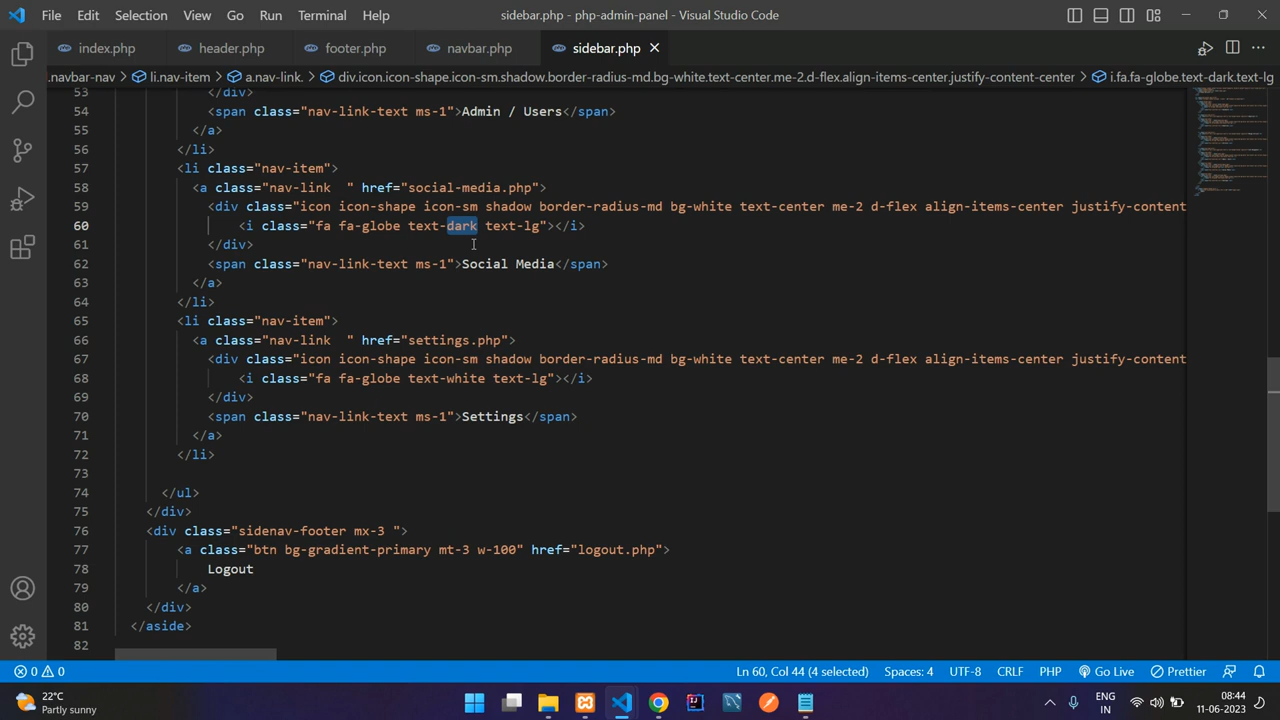 File Edit Selection View Go Run Terminal Help sidebar.php - php-admin-panel - Visual Studio Code
index.php header.php footer.php navbar.php sidebar.php
.navbar-nav > li.nav-item > a.nav-link. > div.icon.icon-shape.icon-sm.shadow.border-radius-md.bg-white.text-center.me-2.d-flex.align-items-center.justify-content-center > i.fa.fa-globe.text-dark.text-lg
53 </div>
54 <span class="nav-link-text ms-1">Admin / Users</span>
55 </a>
56 </li>
57 <li class="nav-item">
58 <a class="nav-link  " href="social-media.php">
59 <div class="icon icon-shape icon-sm shadow border-radius-md bg-white text-center me-2 d-flex align-items-center justify-content
60 <i class="fa fa-globe text-dark text-lg"></i>
61 </div>
62 <span class="nav-link-text ms-1">Social Media</span>
63 </a>
64 </li>
65 <li class="nav-item">
66 <a class="nav-link  " href="settings.php">
67 <div class="icon icon-shape icon-sm shadow border-radius-md bg-white text-center me-2 d-flex align-items-center justify-content
68 <i class="fa fa-globe text-white text-lg"></i>
69 </div>
70 <span class="nav-link-text ms-1">Settings</span>
71 </a>
72 </li>
73
74 </ul>
75 </div>
76 <div class="sidenav-footer mx-3 ">
77 <a class="btn bg-gradient-primary mt-3 w-100" href="logout.php">
78 Logout
79 </a>
80 </div>
81 </aside>
82
0 0 Ln 60, Col 44 (4 selected) Spaces: 4 UTF-8 CRLF PHP Go Live Prettier
22°C
Partly sunny
ENG
IN
08:44
11-06-2023